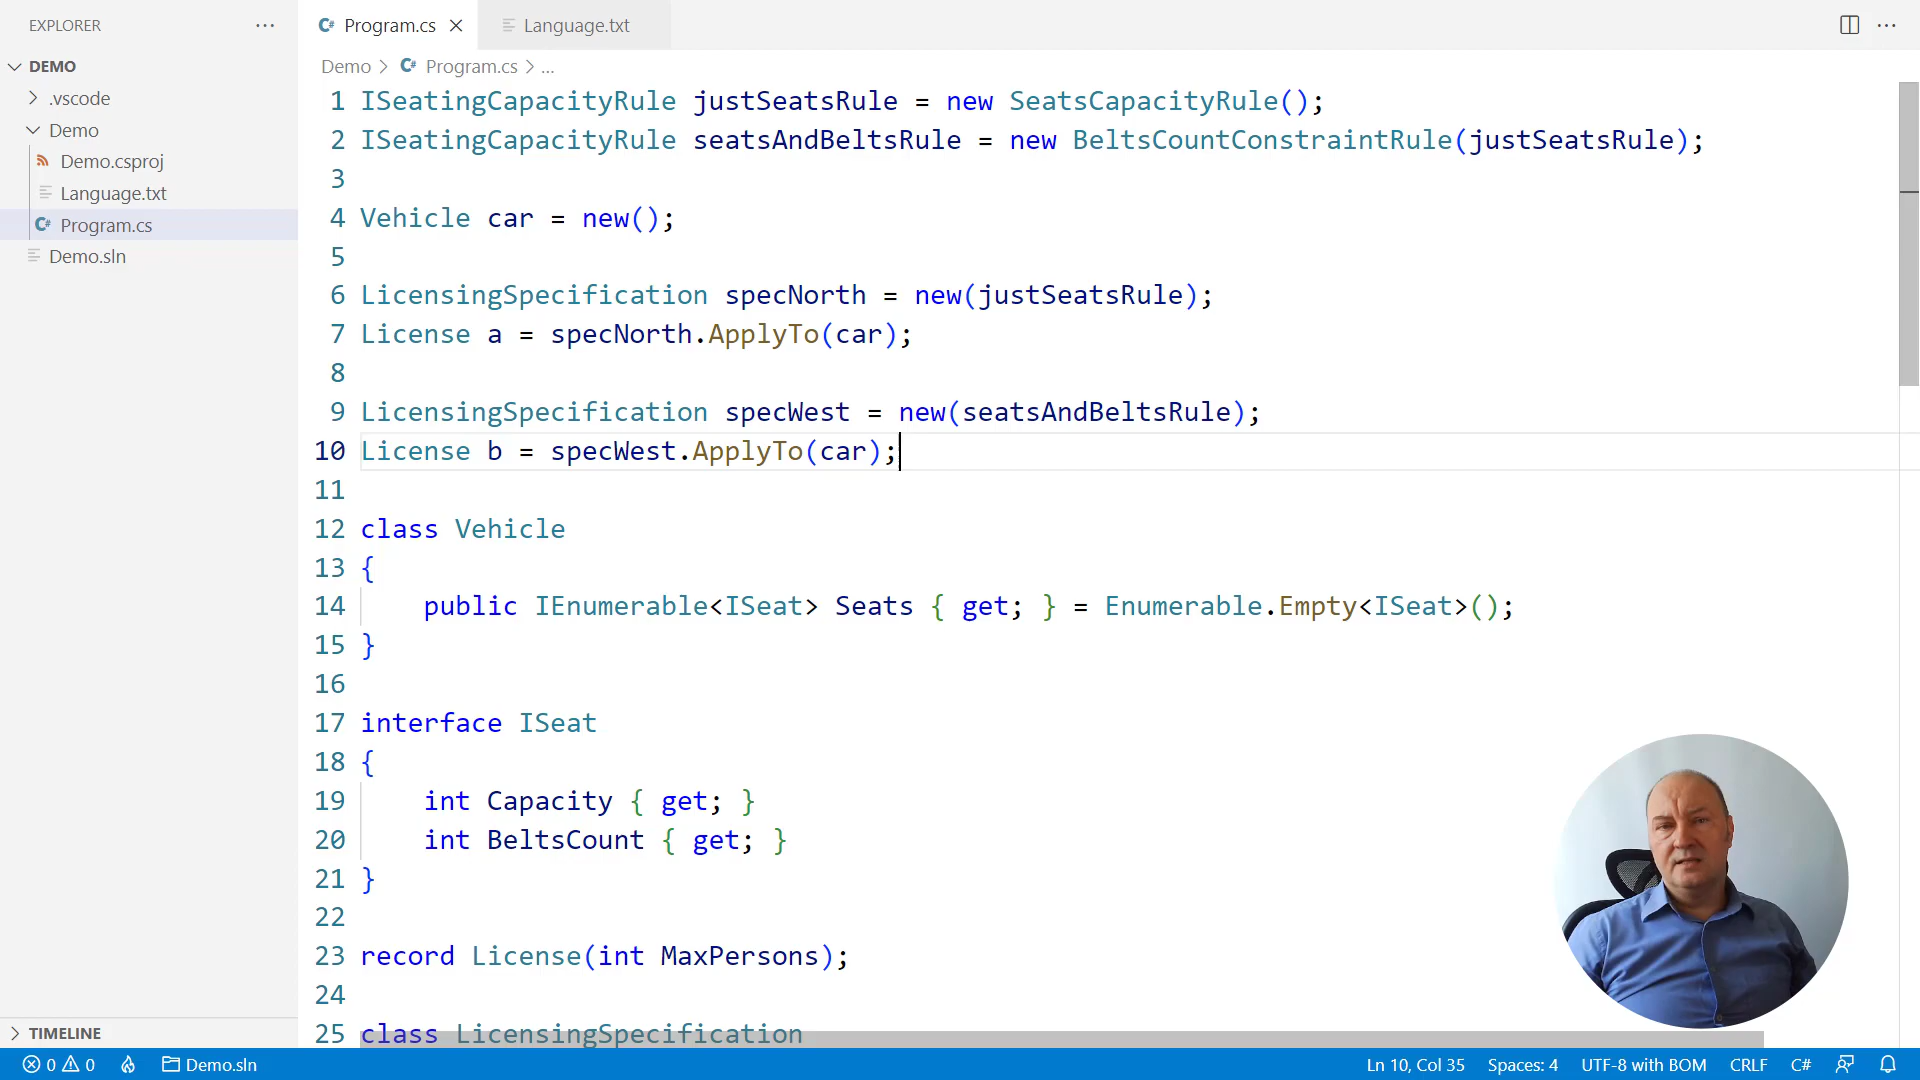 EXPLORER
DEMO
.vscode
Demo
Demo.csproj
Language.txt
Program.cs
Demo.sln
TIMELINE
Program.cs
Language.txt
Demo > Program.cs > ...
1 ISeatingCapacityRule justSeatsRule = new SeatsCapacityRule();
2 ISeatingCapacityRule seatsAndBeltsRule = new BeltsCountConstraintRule(justSeatsRule);
3
4 Vehicle car = new();
5
6 LicensingSpecification specNorth = new(justSeatsRule);
7 License a = specNorth.ApplyTo(car);
8
9 LicensingSpecification specWest = new(seatsAndBeltsRule);
10 License b = specWest.ApplyTo(car);
11
12 class Vehicle
13 {
14     public IEnumerable<ISeat> Seats { get; } = Enumerable.Empty<ISeat>();
15 }
16
17 interface ISeat
18 {
19     int Capacity { get; }
20     int BeltsCount { get; }
21 }
22
23 record License(int MaxPersons);
24
25 class LicensingSpecification
0 0 Demo.sln
Ln 10, Col 35 Spaces: 4 UTF-8 with BOM CRLF C#